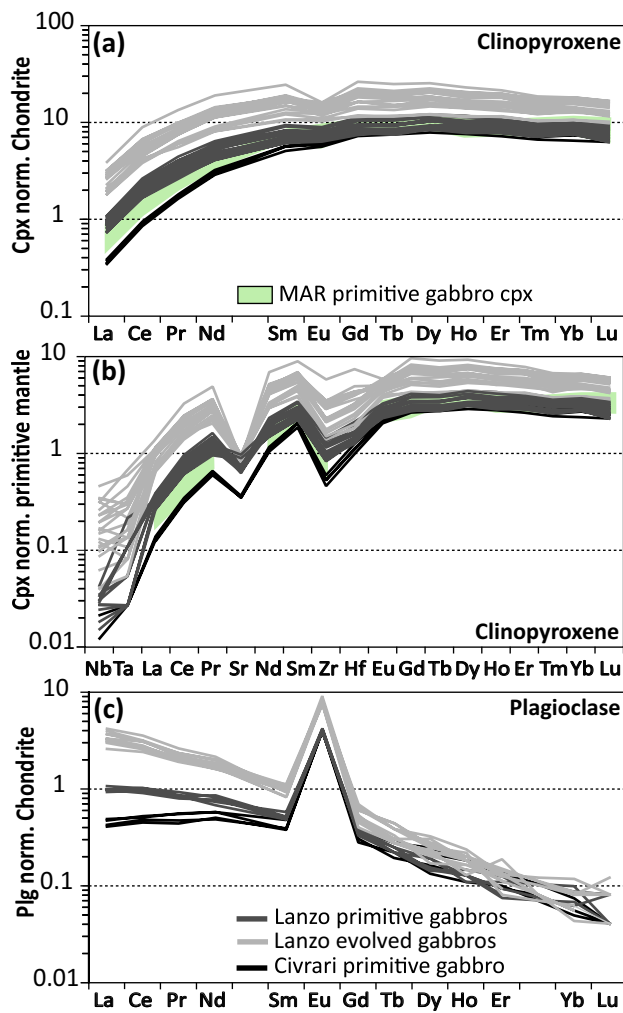 100
(a)
Clinopyroxene
10
1
0.1
Cpx norm. Chondrite
MAR primitive gabbro cpx
La Ce Pr Nd Sm Eu Gd Tb Dy Ho Er Tm Yb Lu
10
(b)
1
0.1
0.01
Cpx norm. primitive mantle
Clinopyroxene
Nb Ta La Ce Pr Sr Nd Sm Zr Hf Eu Gd Tb Dy Ho Er Tm Yb Lu
10
(c)
Plagioclase
1
0.1
0.01
Plg norm. Chondrite
Lanzo primitive gabbros
Lanzo evolved gabbros
Civrari primitive gabbro
La Ce Pr Nd Sm Eu Gd Tb Dy Ho Er Yb Lu